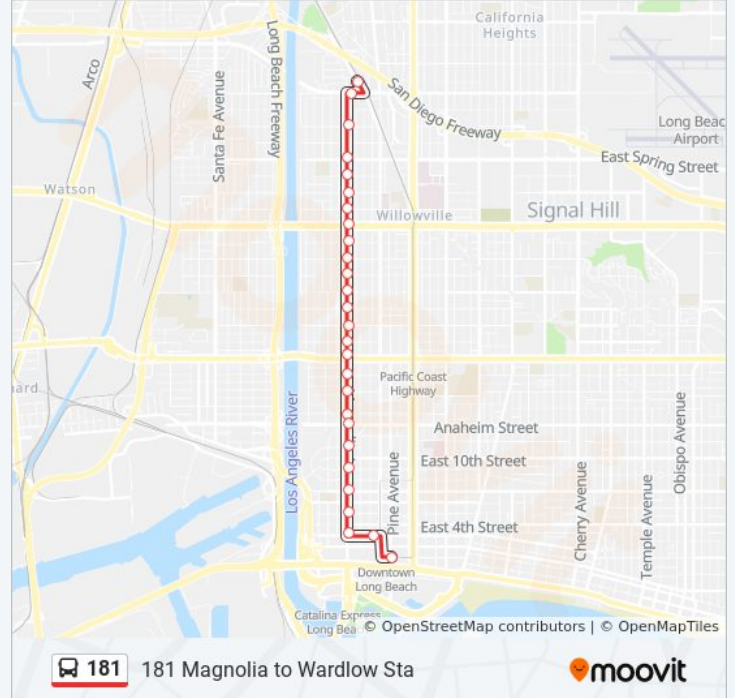 California
Heights
Arco
Long Beach Freeway
Santa Fe Avenue
San Diego Freeway
Long Beac
Airport
East Spring Street
Watson
Willowville
Signal Hill
Pacific Coast
Highway
ard
Los Angeles River
Anaheim Street
East 10th Street
Pine Avenue
Obispo Avenue
Cherry Avenue
Temple Avenue
East 4th Street
Downtown
Long Beach
Catalina Express
Long Bea
© OpenStreetMap contributors | © OpenMapTiles
181 181 Magnolia to Wardlow Sta
moovit